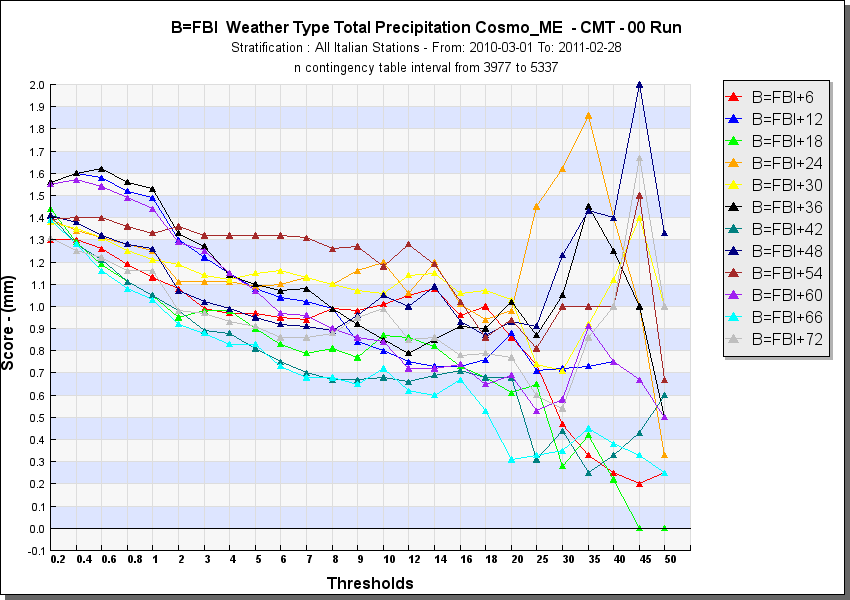 B=FBI Weather Type Total Precipitation Cosmo_ME - CMT - 00 Run
Stratification : All Italian Stations - From: 2010-03-01 To: 2011-02-28
n contingency table interval from 3977 to 5337
Score - (mm)
2.0
1.9
1.8
1.7
1.6
1.5
1.4
1.3
1.2
1.1
1.0
0.9
0.8
0.7
0.6
0.5
0.4
0.3
0.2
0.1
0.0
-0.1
0.2 0.4 0.6 0.8 1 2 3 4 5 6 7 8 9 10 12 14 16 18 20 25 30 35 40 45 50
Thresholds
B=FBI+6
B=FBI+12
B=FBI+18
B=FBI+24
B=FBI+30
B=FBI+36
B=FBI+42
B=FBI+48
B=FBI+54
B=FBI+60
B=FBI+66
B=FBI+72